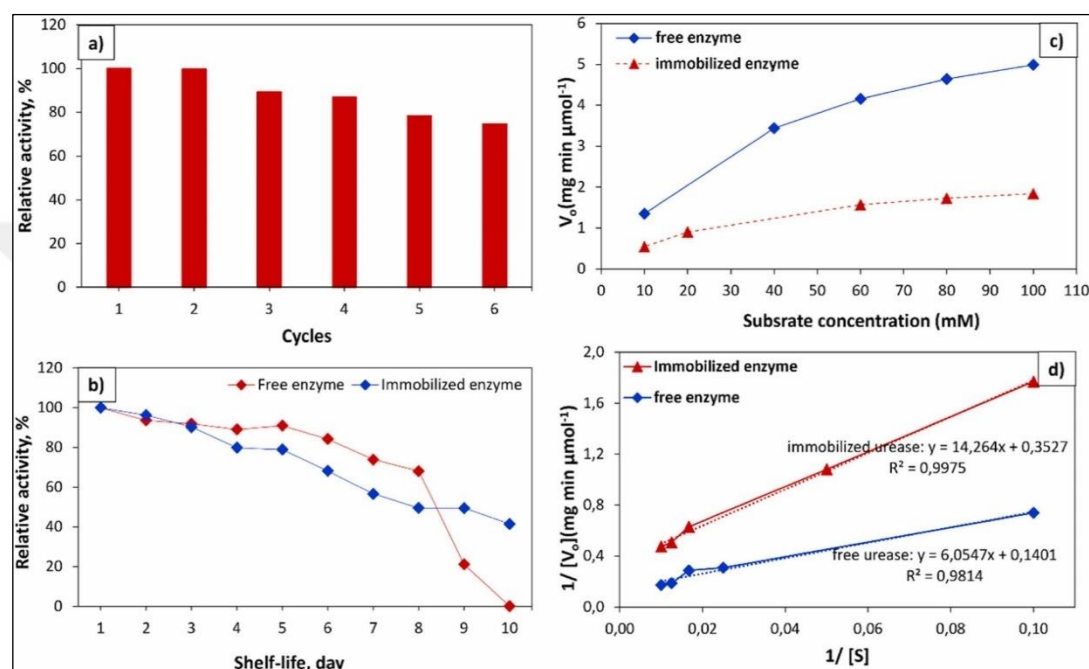 a)
Relative activity, %
120
100
80
60
40
20
0
1 2 3 4 5 6
Cycles
b)
Free enzyme Immobilized enzyme
Relative activity, %
120
100
80
60
40
20
0
1 2 3 4 5 6 7 8 9 10
Shelf-life, day
c)
free enzyme
immobilized enzyme
Vₒ(mg min µmol⁻¹)
6
5
4
3
2
1
0
0 10 20 30 40 50 60 70 80 90 100 110
Subsrate concentration (mM)
d)
Immobilized enzyme
free enzyme
1/ [Vₒ](mg min µmol⁻¹)
2,0
1,6
1,2
0,8
0,4
0,0
immobilized urease: y = 14,264x + 0,3527
R² = 0,9975
free urease: y = 6,0547x + 0,1401
R² = 0,9814
0,00 0,02 0,04 0,06 0,08 0,10
1/ [S]